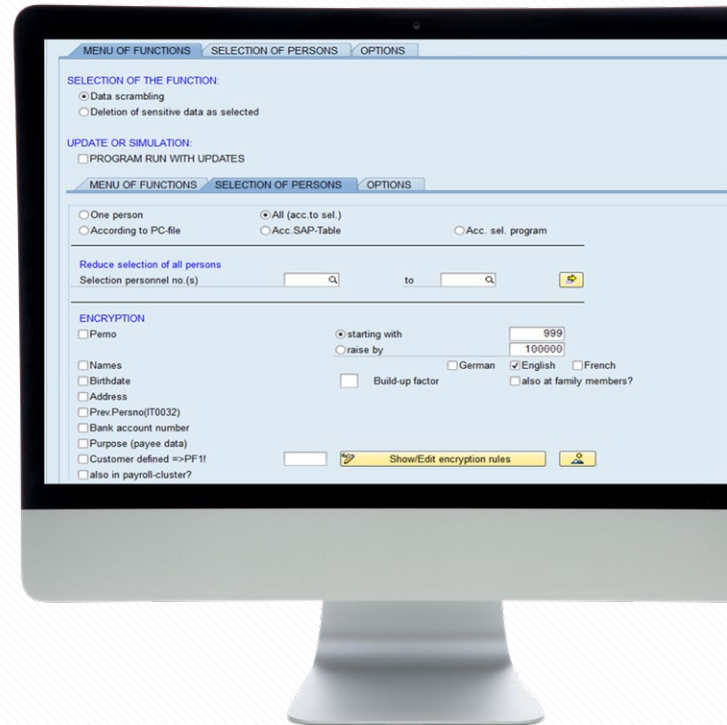 MENU OF FUNCTIONS SELECTION OF PERSONS OPTIONS
SELECTION OF THE FUNCTION:
Data scrambling
Deletion of sensitive data as selected
UPDATE OR SIMULATION:
PROGRAM RUN WITH UPDATES
MENU OF FUNCTIONS SELECTION OF PERSONS OPTIONS
One person All (acc.to sel.)
According to PC-file Acc.SAP-Table Acc. sel. program
Reduce selection of all persons
Selection personnel no.(s) to
ENCRYPTION
Perno starting with 999
raise by 100000
Names German English French
Birthdate Build-up factor also at family members?
Address
Prev.Persno(IT0032)
Bank account number
Purpose (payee data)
Customer defined =>PF1! Show/Edit encryption rules
also in payroll-cluster?